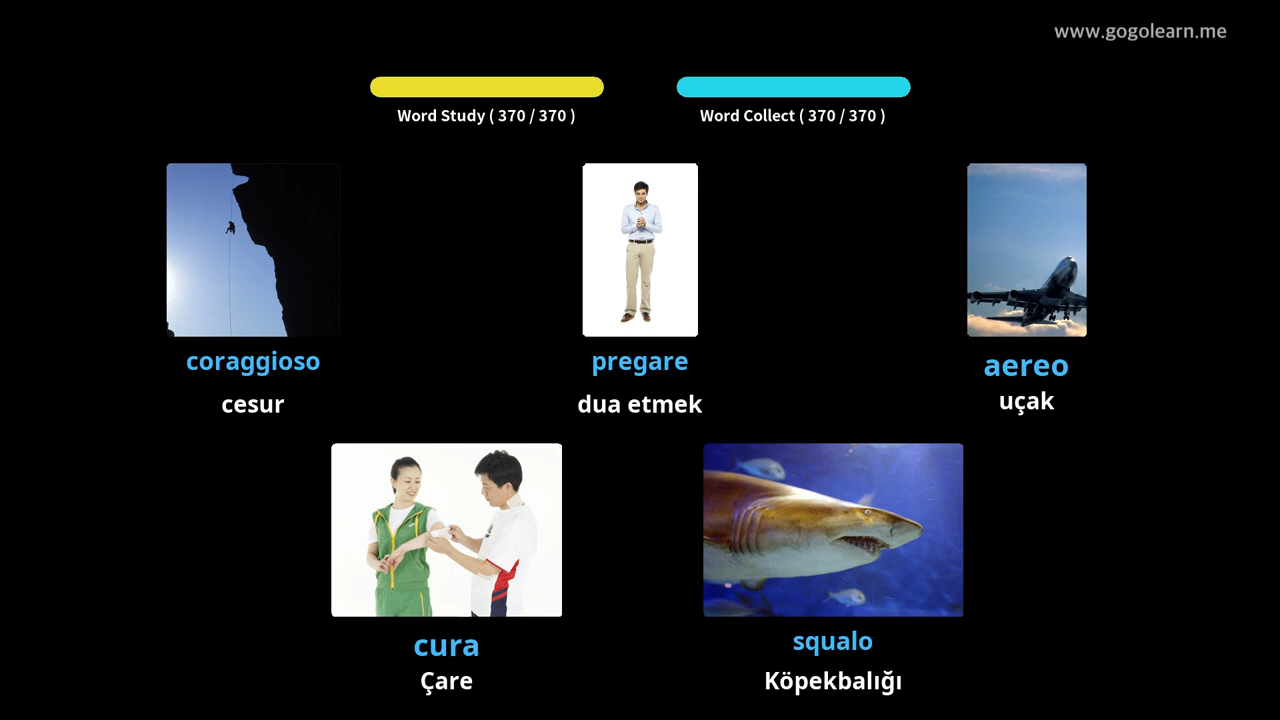 www.gogolearn.me
Word Study ( 370 / 370 )
Word Collect ( 370 / 370 )
coraggioso
pregare
aereo
cesur
dua etmek
uçak
cura
squalo
Çare
Köpekbalığı